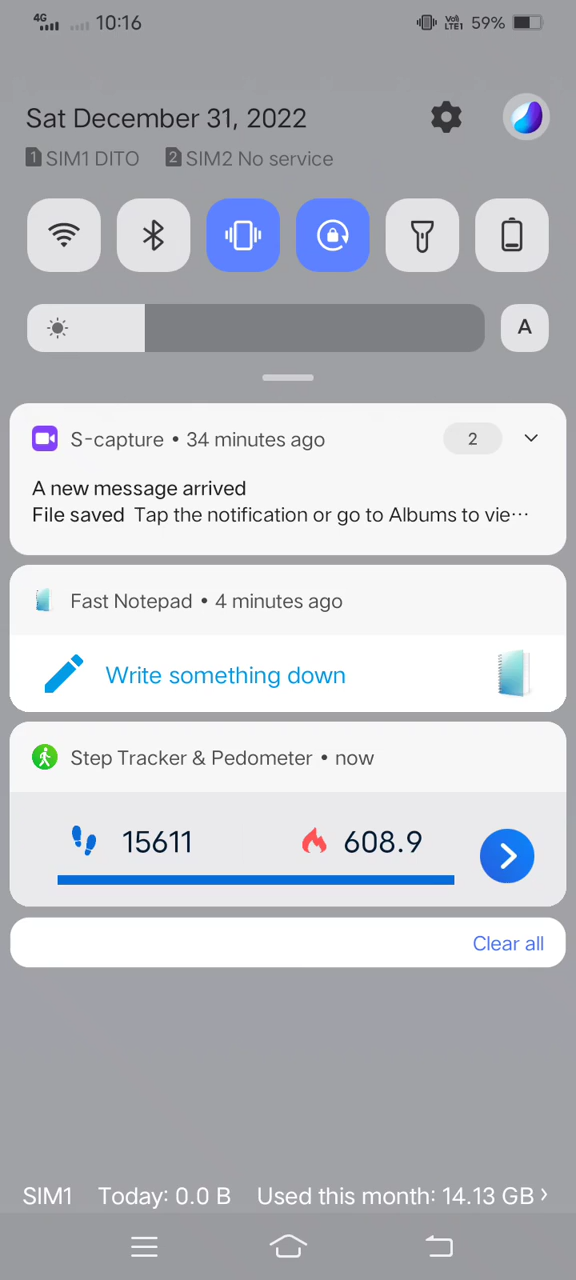 4G 10:16 Vo) LTE1 59%
Sat December 31, 2022
1 SIM1 DITO 2 SIM2 No service
A
S-capture • 34 minutes ago 2
A new message arrived
File saved Tap the notification or go to Albums to vie···
Fast Notepad • 4 minutes ago
Write something down
Step Tracker & Pedometer • now
15611 608.9
Clear all
SIM1 Today: 0.0 B Used this month: 14.13 GB ›